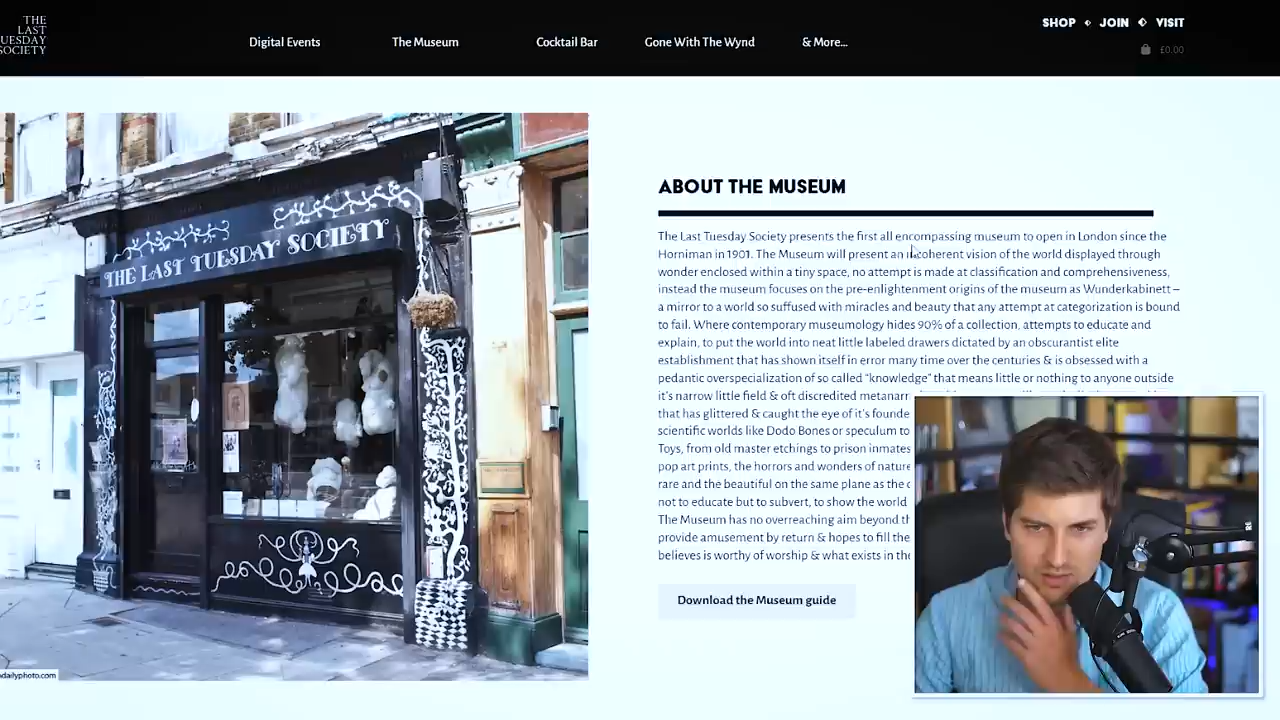 THE
LAST
UESDAY
SOCIETY
Digital Events
The Museum
Cocktail Bar
Gone With The Wynd
& More...
SHOP
JOIN
VISIT
£0.00
THE LAST TUESDAY SOCIETY
dailyphoto.com
ABOUT THE MUSEUM
The Last Tuesday Society presents the first all encompassing museum to open in London since the
Horniman in 1901. The Museum will present an incoherent vision of the world displayed through
wonder enclosed within a tiny space, no attempt is made at classification and comprehensiveness,
instead the museum focuses on the pre-enlightenment origins of the museum as Wunderkabinett –
a mirror to a world so suffused with miracles and beauty that any attempt at categorization is bound
to fail. Where contemporary museumology hides 90% of a collection, attempts to educate and
explain, to put the world into neat little labeled drawers dictated by an obscurantist elite
establishment that has shown itself in error many time over the centuries & is obsessed with a
pedantic overspecialization of so called “knowledge” that means little or nothing to anyone outside
it’s narrow little field & oft discredited metanarr
that has glittered & caught the eye of it’s founde
scientific worlds like Dodo Bones or speculum to
Toys, from old master etchings to prison inmates
pop art prints, the horrors and wonders of nature
rare and the beautiful on the same plane as the
not to educate but to subvert, to show the world
The Museum has no overreaching aim beyond th
provide amusement by return & hopes to fill the
believes is worthy of worship & what exists in the
Download the Museum guide